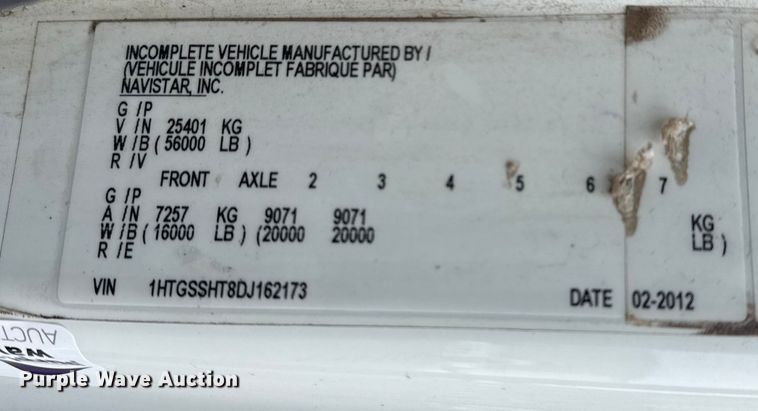 INCOMPLETE VEHICLE MANUFACTURED BY /
(VEHICULE INCOMPLET FABRIQUE PAR)
NAVISTAR, INC.
G /P
V /N 25401 KG
W /B ( 56000 LB )
R /V
FRONT AXLE 2 3 4 5 6 7
G /P
A /N 7257 KG 9071 9071 KG
W /B ( 16000 LB ) (20000 20000 LB )
R /E
VIN 1HTGSSHT8DJ162173 DATE 02-2012
AUCT
wa
Purple Wave Auction